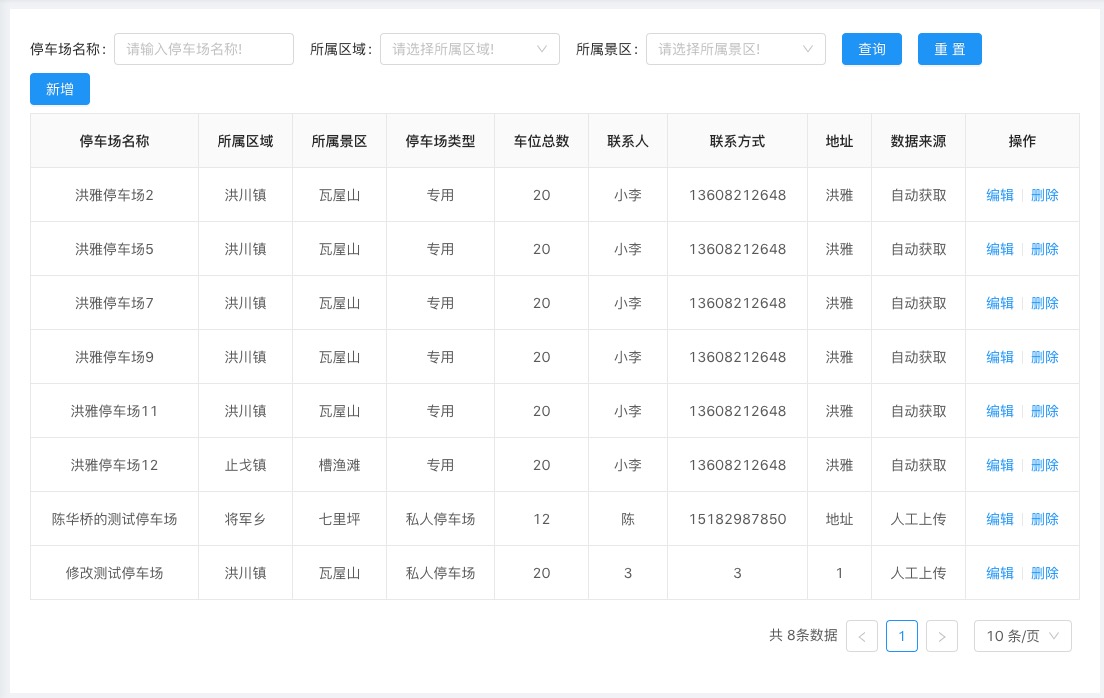 停车场名称： 请输入停车场名称! 所属区域： 请选择所属区域! 所属景区： 请选择所属景区! 查询 重 置
新增
停车场名称 所属区域 所属景区 停车场类型 车位总数 联系人 联系方式 地址 数据来源 操作
洪雅停车场2 洪川镇 瓦屋山 专用 20 小李 13608212648 洪雅 自动获取 编辑 删除
洪雅停车场5 洪川镇 瓦屋山 专用 20 小李 13608212648 洪雅 自动获取 编辑 删除
洪雅停车场7 洪川镇 瓦屋山 专用 20 小李 13608212648 洪雅 自动获取 编辑 删除
洪雅停车场9 洪川镇 瓦屋山 专用 20 小李 13608212648 洪雅 自动获取 编辑 删除
洪雅停车场11 洪川镇 瓦屋山 专用 20 小李 13608212648 洪雅 自动获取 编辑 删除
洪雅停车场12 止戈镇 槽渔滩 专用 20 小李 13608212648 洪雅 自动获取 编辑 删除
陈华桥的测试停车场 将军乡 七里坪 私人停车场 12 陈 15182987850 地址 人工上传 编辑 删除
修改测试停车场 洪川镇 瓦屋山 私人停车场 20 3 3 1 人工上传 编辑 删除
共 8条数据 < 1 > 10 条/页